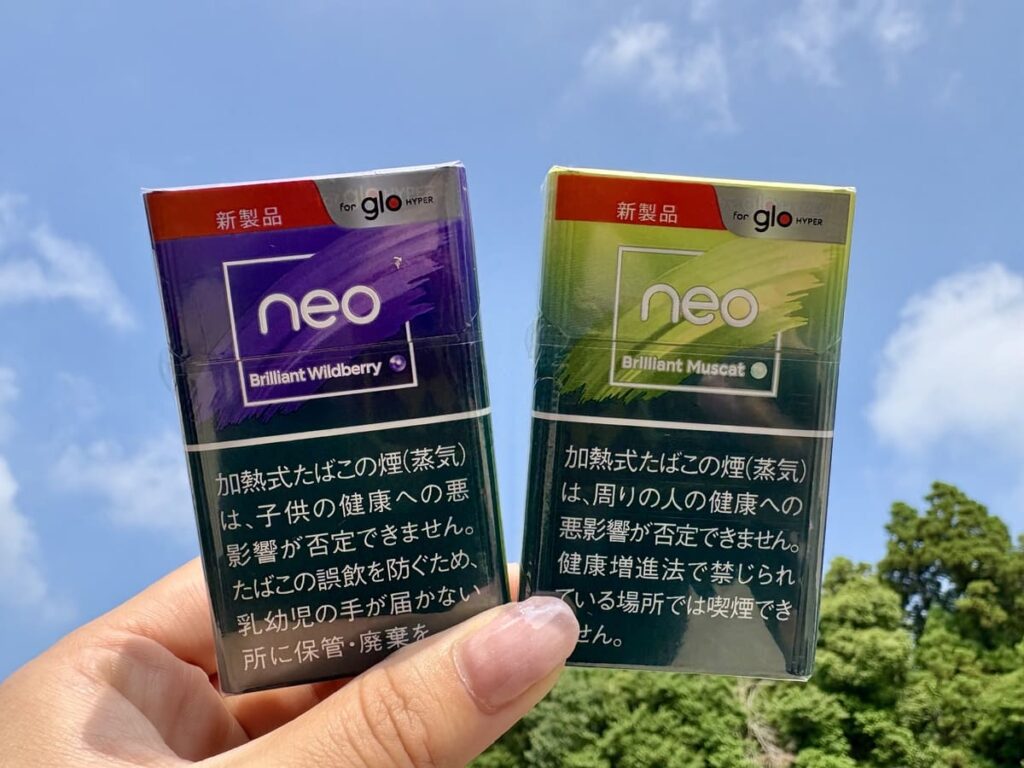 新製品
for glo HYPER
neo
Brilliant Wildberry
加熱式たばこの煙(蒸気)
は、子供の健康への悪
影響が否定できません。
たばこの誤飲を防ぐため、
乳幼児の手が届かない
所に保管・廃棄を
新製品
for glo HYPER
neo
Brilliant Muscat
加熱式たばこの煙(蒸気)
は、周りの人の健康への
悪影響が否定できません。
健康増進法で禁じられ
ている場所では喫煙でき
せん。